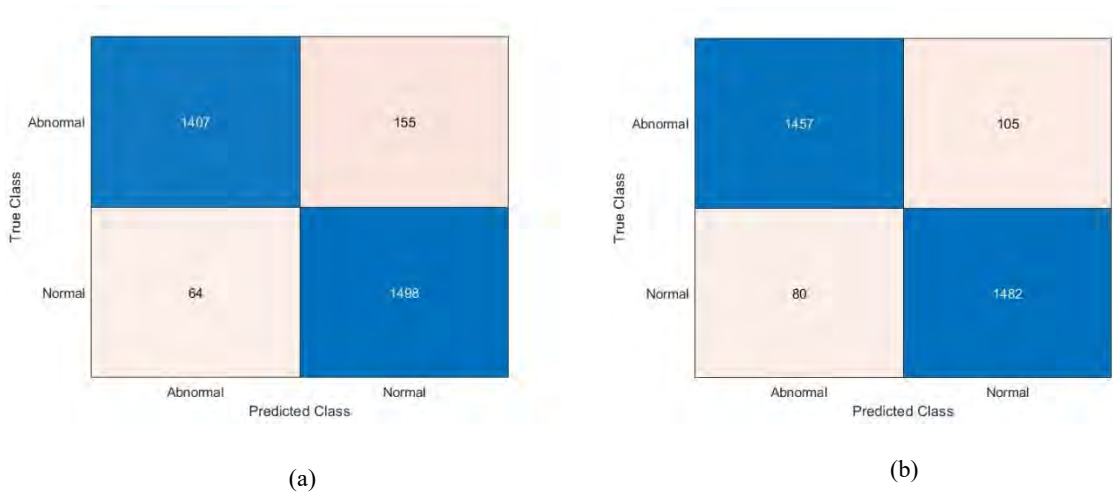 Abnormal
1407
155
Normal
64
1498
True Class
Abnormal
Normal
Predicted Class
(a)
Abnormal
1457
105
Normal
80
1482
True Class
Abnormal
Normal
Predicted Class
(b)